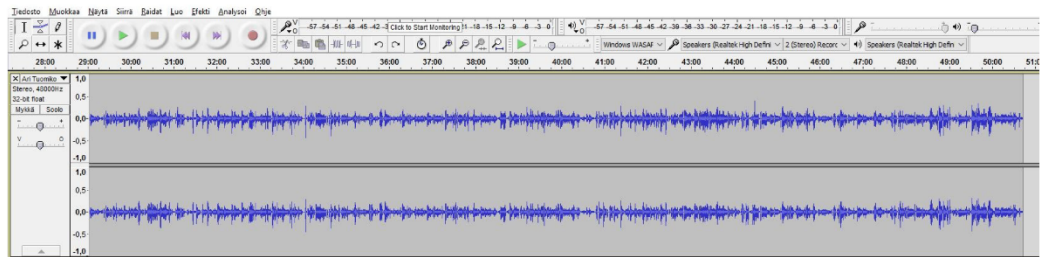 Tiedosto Muokkaa Näytä Siirrä Raidat Luo Efekti Analysoi Ohje
-57 -54 -51 -48 -45 -42 -3 Click to Start Monitoring !1 -18 -15 -12 -9 -6 -3 0
-57 -54 -51 -48 -45 -42 -39 -36 -33 -30 -27 -24 -21 -18 -15 -12 -9 -6 -3 0
Windows WASAF Speakers (Realtek High Defini 2 (Stereo) Recorc Speakers (Realtek High Defin
28:00 29:00 30:00 31:00 32:00 33:00 34:00 35:00 36:00 37:00 38:00 39:00 40:00 41:00 42:00 43:00 44:00 45:00 46:00 47:00 48:00 49:00 50:00 51:0
X Ari Tuomiko 1,0
Stereo, 48000Hz
32-bit float 0,5-
Mykkä Soolo
- + 0,0-
V O -0,5-
-1,0
1,0
0,5-
0,0-
-0,5-
-1,0